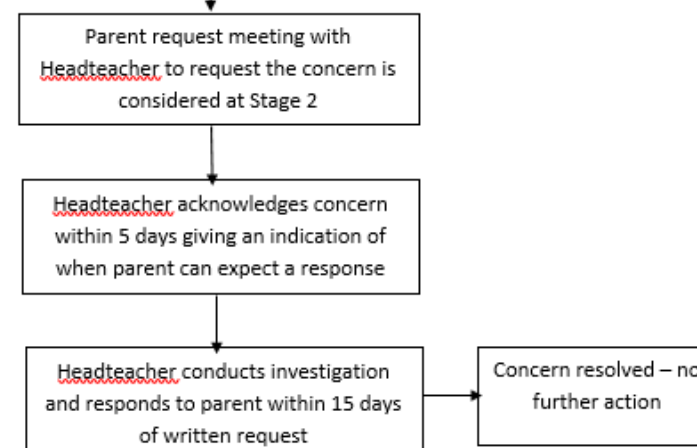 Parent request meeting with
Headteacher to request the concern is
considered at Stage 2
Headteacher acknowledges concern
within 5 days giving an indication of
when parent can expect a response
Headteacher conducts investigation
and responds to parent within 15 days
of written request
Concern resolved – no
further action